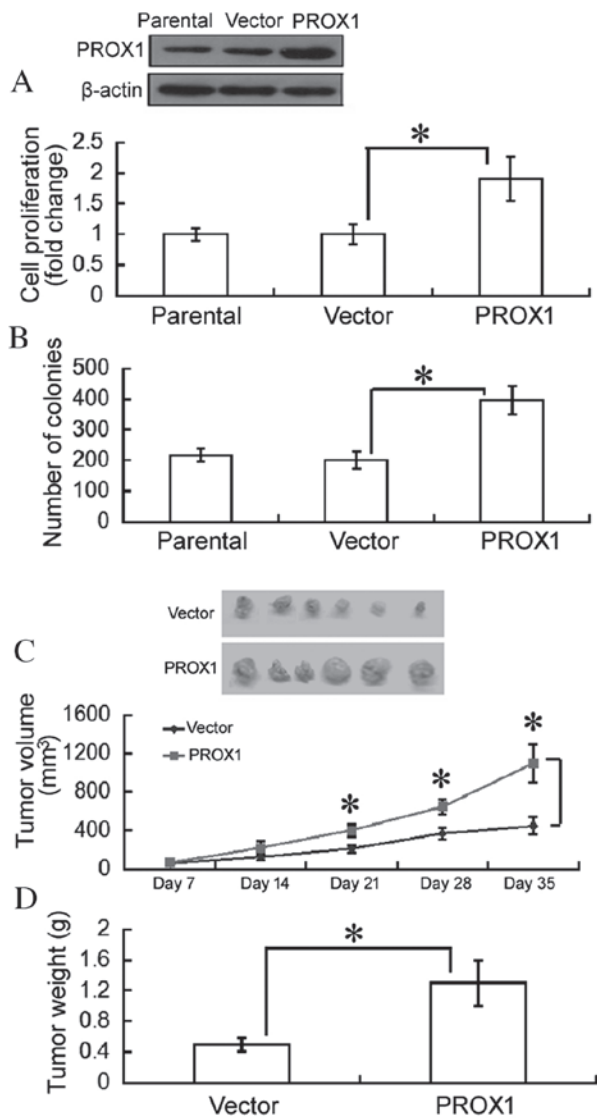 Parental Vector PROX1
PROX1
β-actin
A
Cell proliferation
(fold change)
2.5
2
1.5
1
0.5
0
*
Parental Vector PROX1
B
Number of colonies
500
400
300
200
100
0
*
Parental Vector PROX1
Vector
PROX1
C
Tumor volume
(mm³)
1600
1200
800
400
0
Vector
PROX1
* * *
Day 7 Day 14 Day 21 Day 28 Day 35
D
Tumor weight (g)
2
1.6
1.2
0.8
0.4
0
*
Vector PROX1